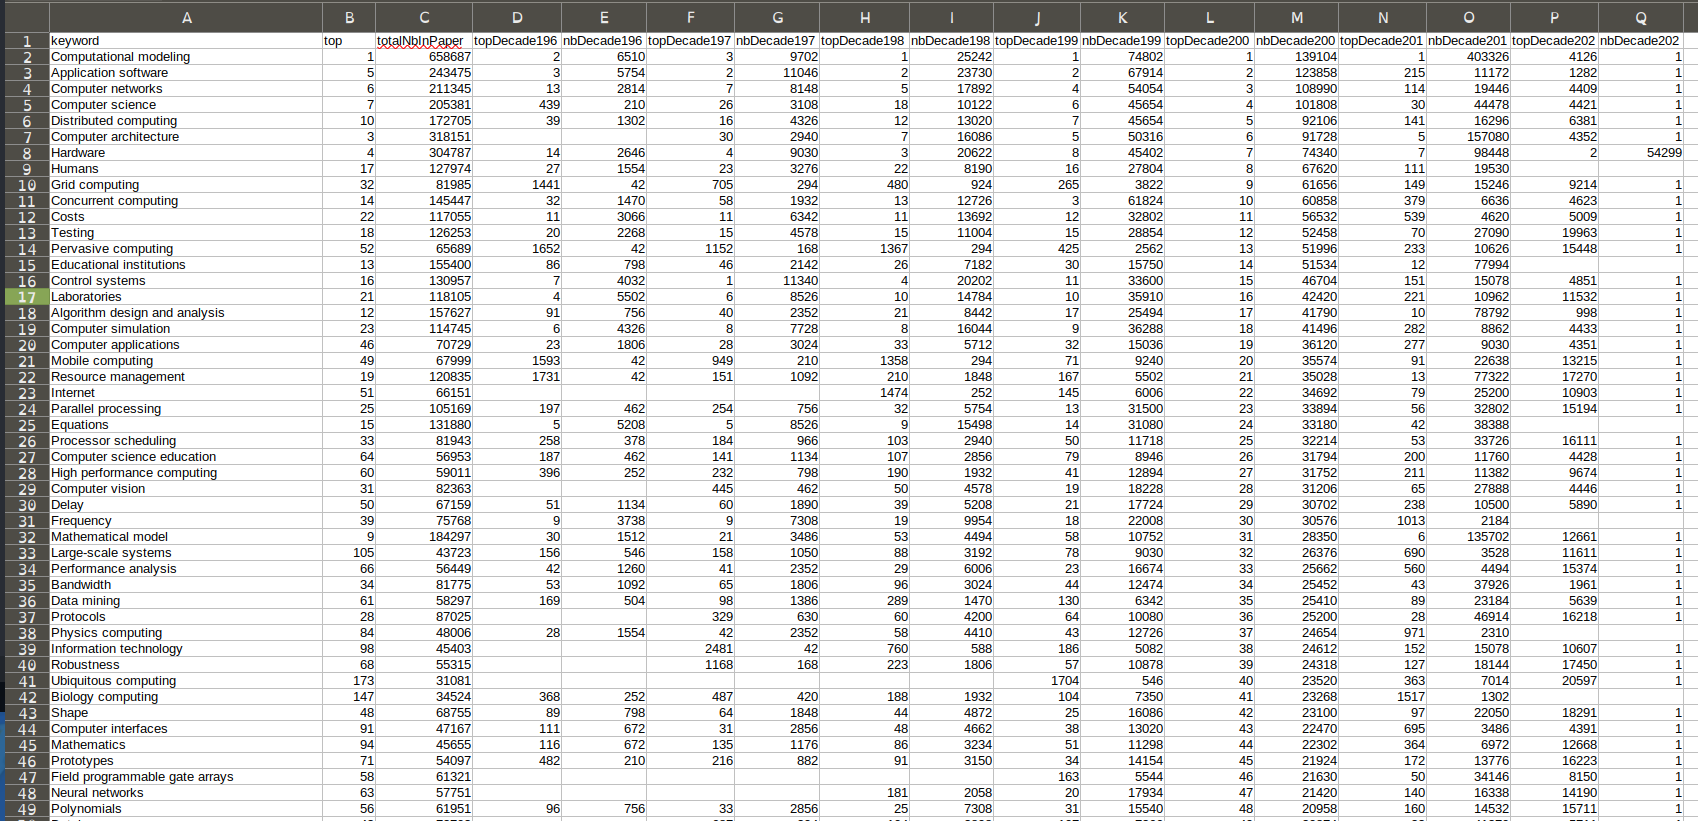 A B C D E F G H I J K L M N O P Q
1 keyword top totalNbInPaper topDecade196 nbDecade196 topDecade197 nbDecade197 topDecade198 nbDecade198 topDecade199 nbDecade199 topDecade200 nbDecade200 topDecade201 nbDecade201 topDecade202 nbDecade202
2 Computational modeling 1 658687 2 6510 3 9702 1 25242 1 74802 1 139104 1 403326 4126 1
3 Application software 5 243475 3 5754 2 11046 2 23730 2 67914 2 123858 215 11172 1282 1
4 Computer networks 6 211345 13 2814 7 8148 5 17892 4 54054 3 108990 114 19446 4409 1
5 Computer science 7 205381 439 210 26 3108 18 10122 6 45654 4 101808 30 44478 4421 1
6 Distributed computing 10 172705 39 1302 16 4326 12 13020 7 45654 5 92106 141 16296 6381 1
7 Computer architecture 3 318151 30 2940 7 16086 5 50316 6 91728 5 157080 4352 1
8 Hardware 4 304787 14 2646 4 9030 3 20622 8 45402 7 74340 7 98448 2 54299
9 Humans 17 127974 27 1554 23 3276 22 8190 16 27804 8 67620 111 19530
10 Grid computing 32 81985 1441 42 705 294 480 924 265 3822 9 61656 149 15246 9214 1
11 Concurrent computing 14 145447 32 1470 58 1932 13 12726 3 61824 10 60858 379 6636 4623 1
12 Costs 22 117055 11 3066 11 6342 11 13692 12 32802 11 56532 539 4620 5009 1
13 Testing 18 126253 20 2268 15 4578 15 11004 15 28854 12 52458 70 27090 19963 1
14 Pervasive computing 52 65689 1652 42 1152 168 1367 294 425 2562 13 51996 233 10626 15448 1
15 Educational institutions 13 155400 86 798 46 2142 26 7182 30 15750 14 51534 12 77994
16 Control systems 16 130957 7 4032 1 11340 4 20202 11 33600 15 46704 151 15078 4851 1
17 Laboratories 21 118105 4 5502 6 8526 10 14784 10 35910 16 42420 221 10962 11532 1
18 Algorithm design and analysis 12 157627 91 756 40 2352 21 8442 17 25494 17 41790 10 78792 998 1
19 Computer simulation 23 114745 6 4326 8 7728 8 16044 9 36288 18 41496 282 8862 4433 1
20 Computer applications 46 70729 23 1806 28 3024 33 5712 32 15036 19 36120 277 9030 4351 1
21 Mobile computing 49 67999 1593 42 949 210 1358 294 71 9240 20 35574 91 22638 13215 1
22 Resource management 19 120835 1731 42 151 1092 210 1848 167 5502 21 35028 13 77322 17270 1
23 Internet 51 66151 1474 252 145 6006 22 34692 79 25200 10903 1
24 Parallel processing 25 105169 197 462 254 756 32 5754 13 31500 23 33894 56 32802 15194 1
25 Equations 15 131880 5 5208 5 8526 9 15498 14 31080 24 33180 42 38388
26 Processor scheduling 33 81943 258 378 184 966 103 2940 50 11718 25 32214 53 33726 16111 1
27 Computer science education 64 56953 187 462 141 1134 107 2856 79 8946 26 31794 200 11760 4428 1
28 High performance computing 60 59011 396 252 232 798 190 1932 41 12894 27 31752 211 11382 9674 1
29 Computer vision 31 82363 445 462 50 4578 19 18228 28 31206 65 27888 4446 1
30 Delay 50 67159 51 1134 60 1890 39 5208 21 17724 29 30702 238 10500 5890 1
31 Frequency 39 75768 9 3738 9 7308 19 9954 18 22008 30 30576 1013 2184
32 Mathematical model 9 184297 30 1512 21 3486 53 4494 58 10752 31 28350 6 135702 12661 1
33 Large-scale systems 105 43723 156 546 158 1050 88 3192 78 9030 32 26376 690 3528 11611 1
34 Performance analysis 66 56449 42 1260 41 2352 29 6006 23 16674 33 25662 560 4494 15374 1
35 Bandwidth 34 81775 53 1092 65 1806 96 3024 44 12474 34 25452 43 37926 1961 1
36 Data mining 61 58297 169 504 98 1386 289 1470 130 6342 35 25410 89 23184 5639 1
37 Protocols 28 87025 329 630 60 4200 64 10080 36 25200 28 46914 16218 1
38 Physics computing 84 48006 28 1554 42 2352 58 4410 43 12726 37 24654 971 2310
39 Information technology 98 45403 2481 42 760 588 186 5082 38 24612 152 15078 10607 1
40 Robustness 68 55315 1168 168 223 1806 57 10878 39 24318 127 18144 17450 1
41 Ubiquitous computing 173 31081 1704 546 40 23520 363 7014 20597 1
42 Biology computing 147 34524 368 252 487 420 188 1932 104 7350 41 23268 1517 1302
43 Shape 48 68755 89 798 64 1848 44 4872 25 16086 42 23100 97 22050 18291 1
44 Computer interfaces 91 47167 111 672 31 2856 48 4662 38 13020 43 22470 695 3486 4391 1
45 Mathematics 94 45655 116 672 135 1176 86 3234 51 11298 44 22302 364 6972 12668 1
46 Prototypes 71 54097 482 210 216 882 91 3150 34 14154 45 21924 172 13776 16223 1
47 Field programmable gate arrays 58 61321 163 5544 46 21630 50 34146 8150 1
48 Neural networks 63 57751 181 2058 20 17934 47 21420 140 16338 14190 1
49 Polynomials 56 61951 96 756 33 2856 25 7308 31 15540 48 20958 160 14532 15711 1